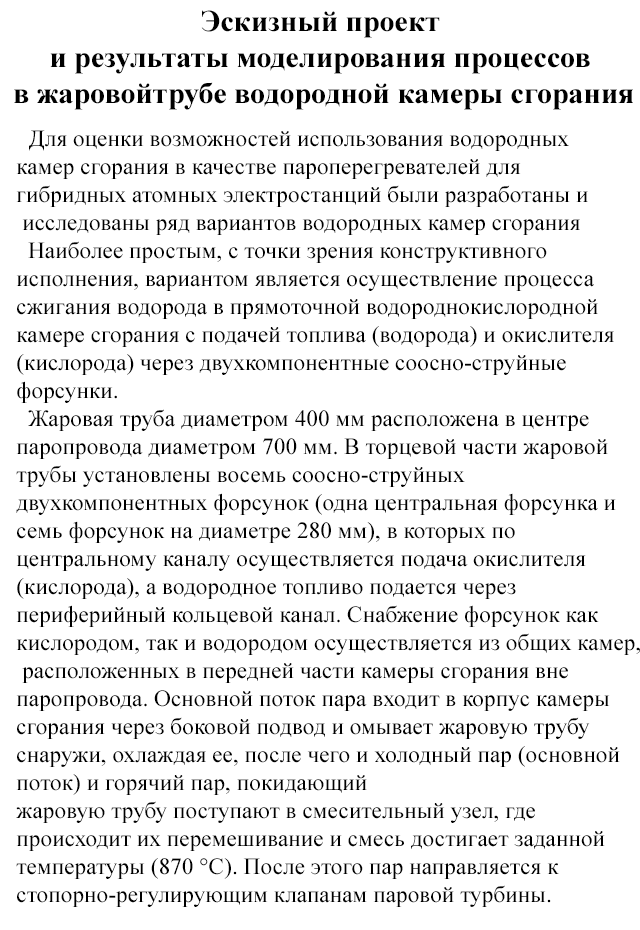 Эскизный проект
и результаты моделирования процессов
в жаровойтрубе водородной камеры сгорания
Для оценки возможностей использования водородных
камер сгорания в качестве пароперегревателей для
гибридных атомных электростанций были разработаны и
исследованы ряд вариантов водородных камер сгорания
Наиболее простым, с точки зрения конструктивного
исполнения, вариантом является осуществление процесса
сжигания водорода в прямоточной водороднокислородной
камере сгорания с подачей топлива (водорода) и окислителя
(кислорода) через двухкомпонентные соосно-струйные
форсунки.
Жаровая труба диаметром 400 мм расположена в центре
паропровода диаметром 700 мм. В торцевой части жаровой
трубы установлены восемь соосно-струйных
двухкомпонентных форсунок (одна центральная форсунка и
семь форсунок на диаметре 280 мм), в которых по
центральному каналу осуществляется подача окислителя
(кислорода), а водородное топливо подается через
периферийный кольцевой канал. Снабжение форсунок как
кислородом, так и водородом осуществляется из общих камер,
расположенных в передней части камеры сгорания вне
паропровода. Основной поток пара входит в корпус камеры
сгорания через боковой подвод и омывает жаровую трубу
снаружи, охлаждая ее, после чего и холодный пар (основной
поток) и горячий пар, покидающий
жаровую трубу поступают в смесительный узел, где
происходит их перемешивание и смесь достигает заданной
температуры (870 °С). После этого пар направляется к
стопорно-регулирующим клапанам паровой турбины.